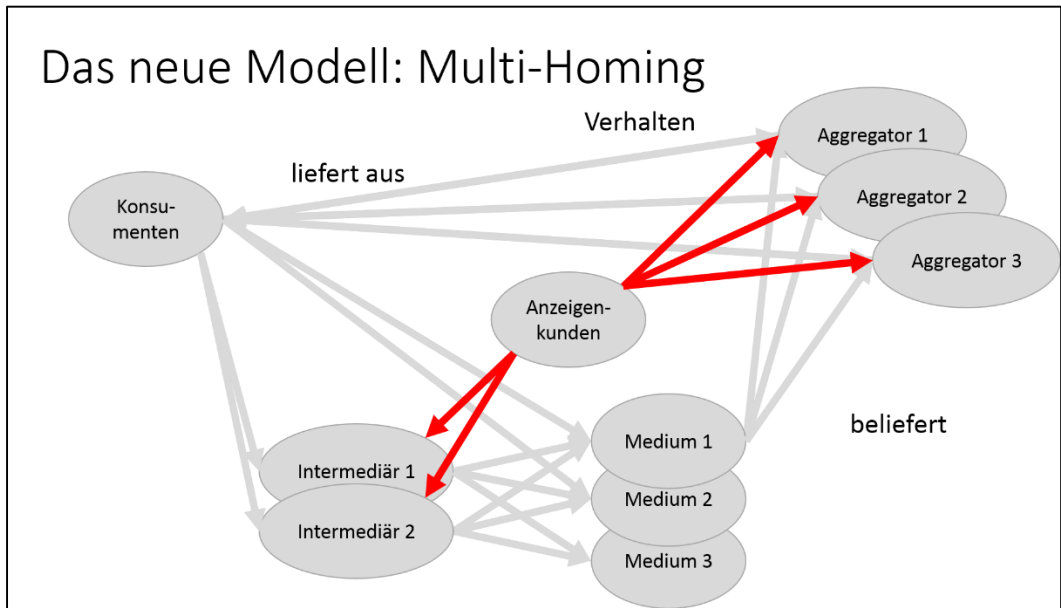 Das neue Modell: Multi-Homing
Verhalten
Aggregator 1
liefert aus
Konsu-
menten
Aggregator 2
Aggregator 3
Anzeigen-
kunden
beliefert
Medium 1
Intermediär 1
Medium 2
Intermediär 2
Medium 3